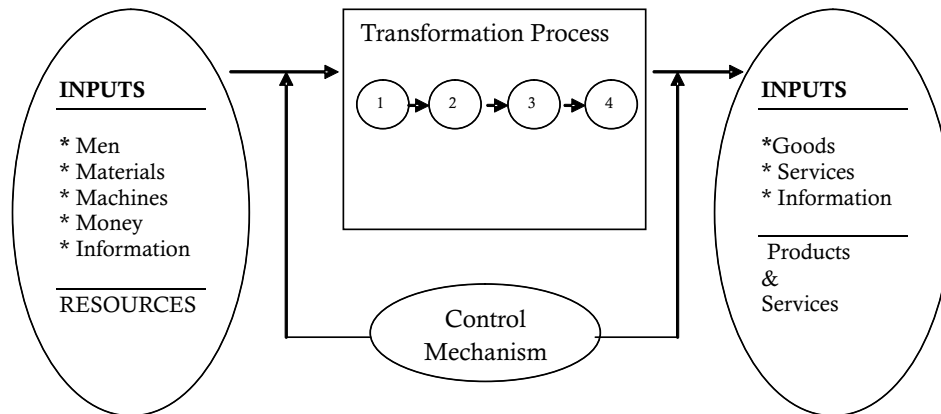 INPUTS
* Men
* Materials
* Machines
* Money
* Information
RESOURCES
Transformation Process
1
2
3
4
Control
Mechanism
INPUTS
*Goods
* Services
* Information
Products
&
Services